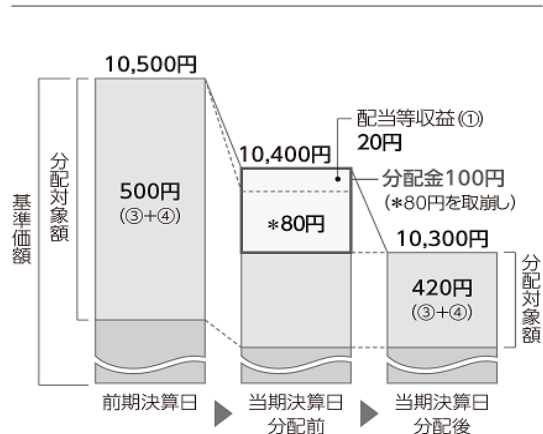 10,500円
基準価額
分配対象額
500円
(③+④)
前期決算日
10,400円
配当等収益(①)
20円
分配金100円
(*80円を取崩し)
*80円
当期決算日
分配前
10,300円
420円
(③+④)
分配対象額
当期決算日
分配後